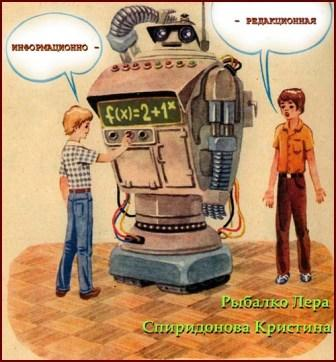 ИНФОРМАЦИОННО -
- РЕДАКЦИОННАЯ
f(x)=2+1ˣ
Рыбалко Лера
Спиридонова Кристина